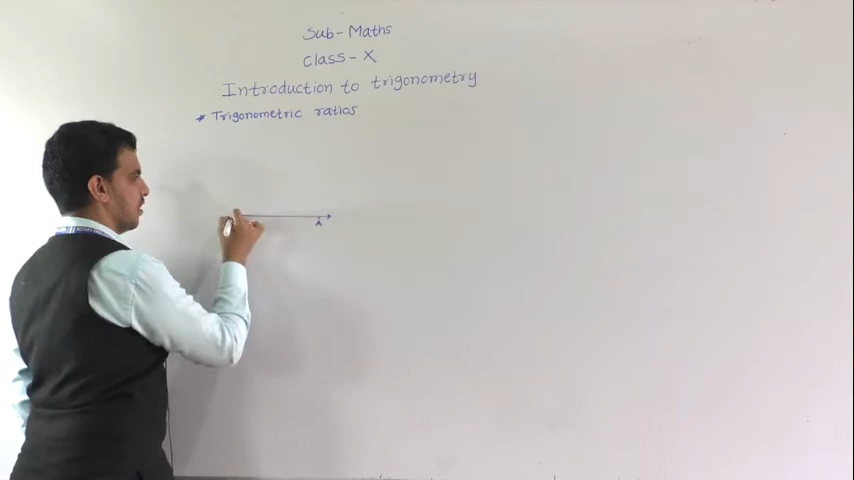 Sub-Maths
Class-X
Introduction to trigonometry
* Trigonometric ratios
A